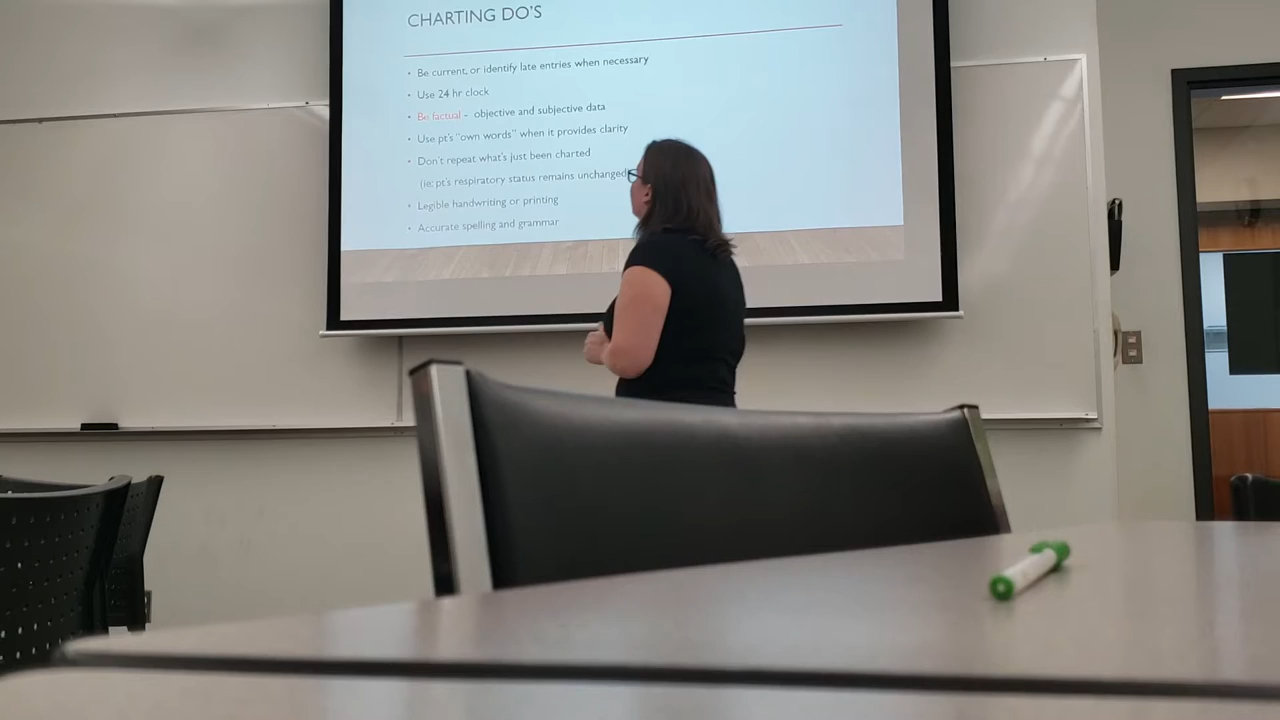 CHARTING DO'S
• Be current, or identify late entries when necessary
• Use 24 hr clock
• Be factual - objective and subjective data
• Use pt's "own words" when it provides clarity
• Don't repeat what's just been charted
(ie: pt's respiratory status remains unchanged
• Legible handwriting or printing
• Accurate spelling and grammar